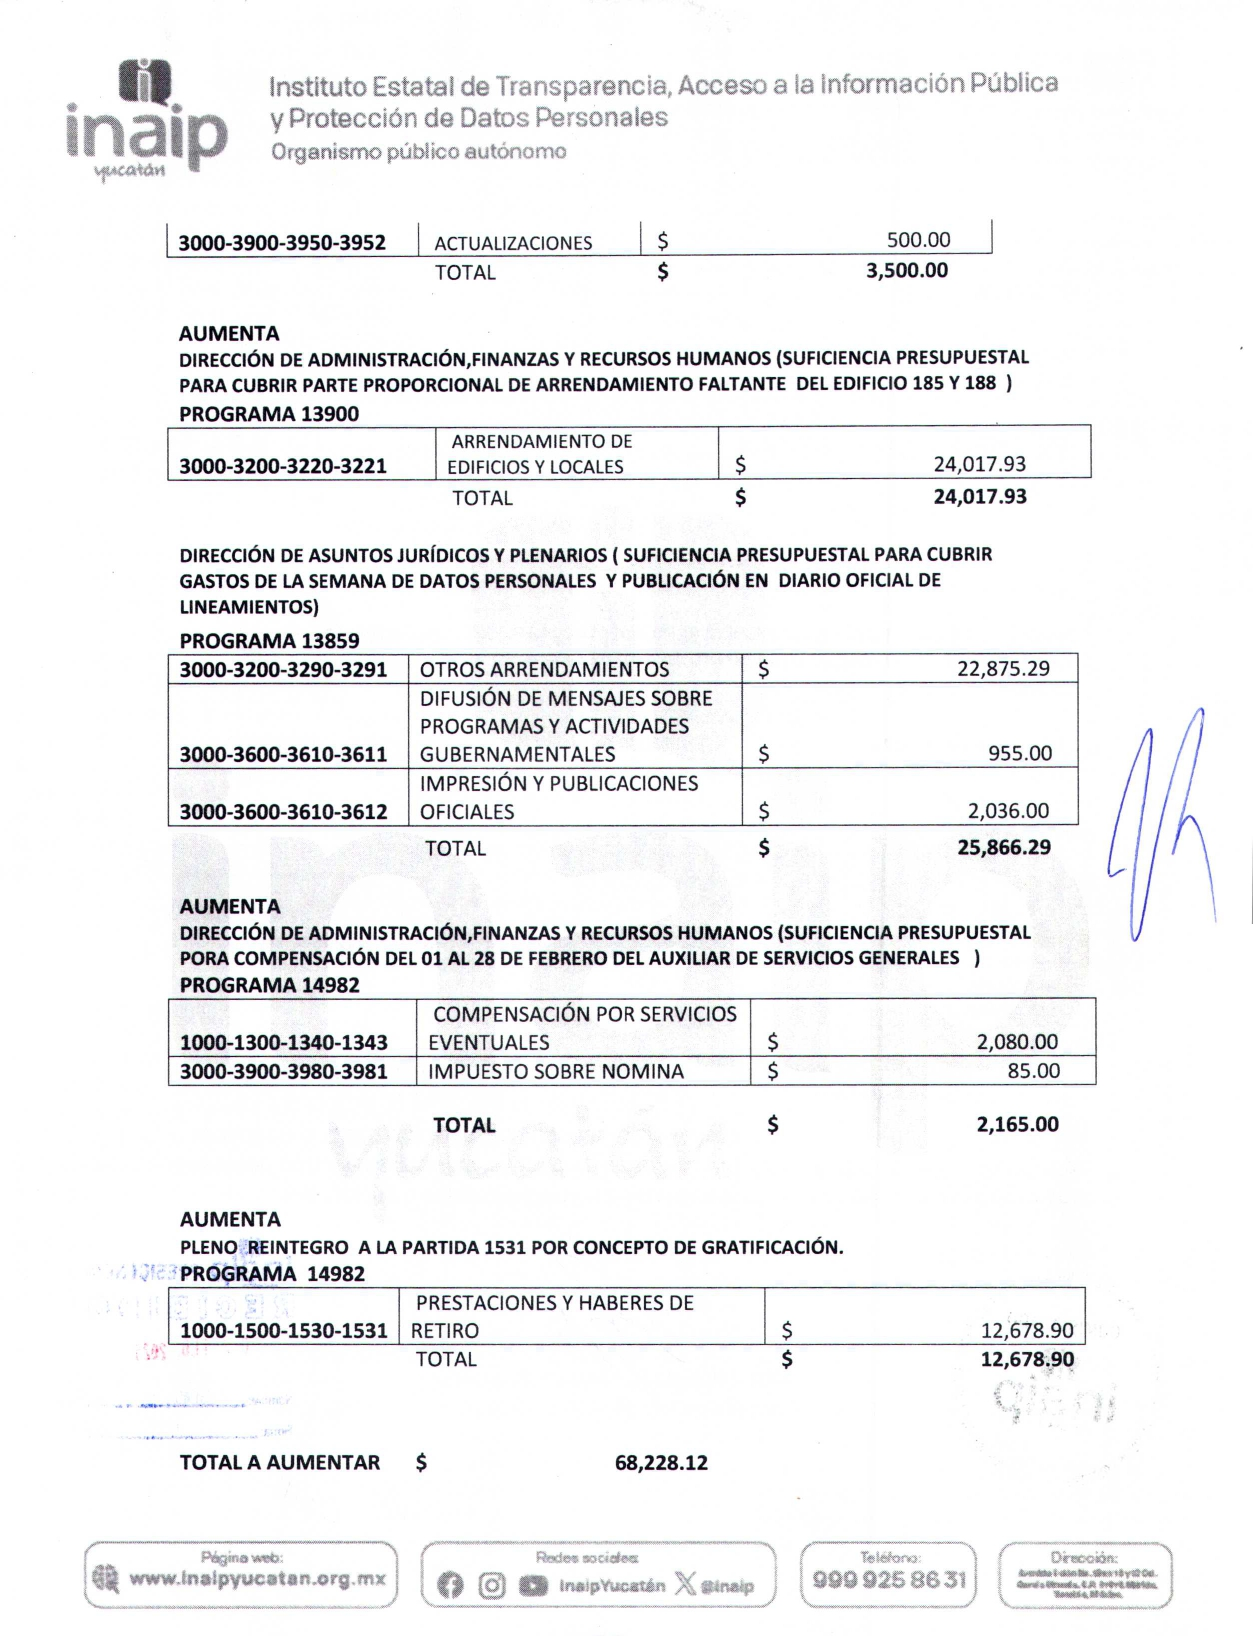 inaip
yucatán
Instituto Estatal de Transparencia, Acceso a la Información Pública
y Protección de Datos Personales
Organismo público autónomo
3000-3900-3950-3952 ACTUALIZACIONES $ 500.00
TOTAL $ 3,500.00
AUMENTA
DIRECCIÓN DE ADMINISTRACIÓN,FINANZAS Y RECURSOS HUMANOS (SUFICIENCIA PRESUPUESTAL
PARA CUBRIR PARTE PROPORCIONAL DE ARRENDAMIENTO FALTANTE DEL EDIFICIO 185 Y 188 )
PROGRAMA 13900
ARRENDAMIENTO DE
3000-3200-3220-3221 EDIFICIOS Y LOCALES $ 24,017.93
TOTAL $ 24,017.93
DIRECCIÓN DE ASUNTOS JURÍDICOS Y PLENARIOS ( SUFICIENCIA PRESUPUESTAL PARA CUBRIR
GASTOS DE LA SEMANA DE DATOS PERSONALES Y PUBLICACIÓN EN DIARIO OFICIAL DE
LINEAMIENTOS)
PROGRAMA 13859
3000-3200-3290-3291 OTROS ARRENDAMIENTOS $ 22,875.29
DIFUSIÓN DE MENSAJES SOBRE
PROGRAMAS Y ACTIVIDADES
3000-3600-3610-3611 GUBERNAMENTALES $ 955.00
IMPRESIÓN Y PUBLICACIONES
3000-3600-3610-3612 OFICIALES $ 2,036.00
TOTAL $ 25,866.29
AUMENTA
DIRECCIÓN DE ADMINISTRACIÓN,FINANZAS Y RECURSOS HUMANOS (SUFICIENCIA PRESUPUESTAL
PORA COMPENSACIÓN DEL 01 AL 28 DE FEBRERO DEL AUXILIAR DE SERVICIOS GENERALES )
PROGRAMA 14982
COMPENSACIÓN POR SERVICIOS
1000-1300-1340-1343 EVENTUALES $ 2,080.00
3000-3900-3980-3981 IMPUESTO SOBRE NOMINA $ 85.00
TOTAL $ 2,165.00
AUMENTA
PLENO REINTEGRO A LA PARTIDA 1531 POR CONCEPTO DE GRATIFICACIÓN.
PROGRAMA 14982
PRESTACIONES Y HABERES DE
1000-1500-1530-1531 RETIRO $ 12,678.90
TOTAL $ 12,678.90
TOTAL A AUMENTAR $ 68,228.12
Página web:
www.inaipyucatan.org.mx
Redes sociales:
InaipYucatán @inaip
Teléfono:
999 925 86 31
Dirección: